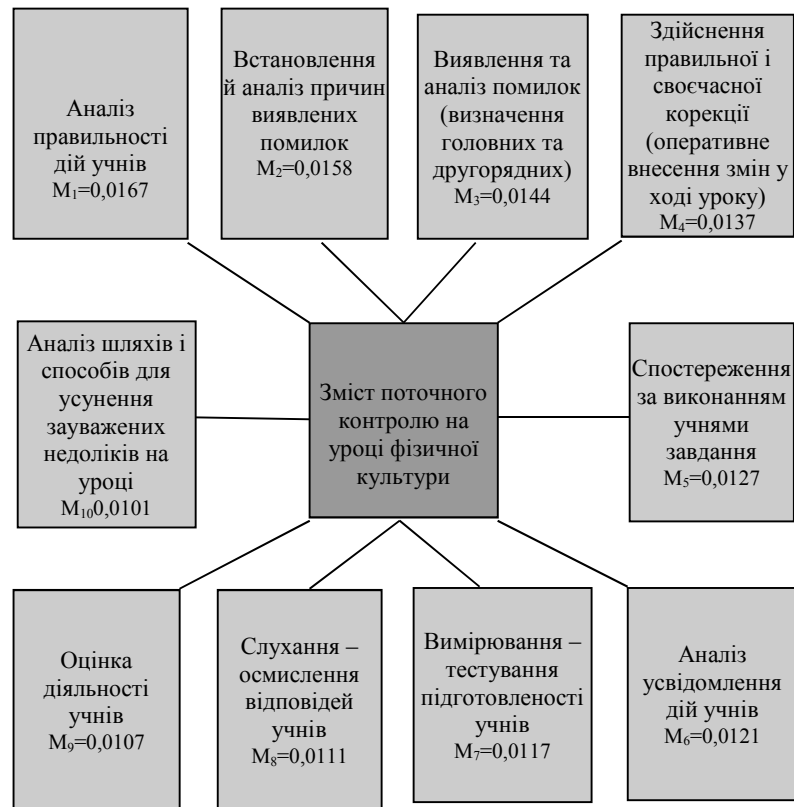 Аналіз
правильності
дій учнів
M₁=0,0167
Встановлення
й аналіз причин
виявлених
помилок
M₂=0,0158
Виявлення та
аналіз помилок
(визначення
головних та
другорядних)
M₃=0,0144
Здійснення
правильної і
своєчасної
корекції
(оперативне
внесення змін у
ході уроку)
M₄=0,0137
Аналіз шляхів і
способів для
усунення
зауважених
недоліків на
уроці
M₁₀0,0101
Зміст поточного
контролю на
уроці фізичної
культури
Спостереження
за виконанням
учнями
завдання
M₅=0,0127
Оцінка
діяльності
учнів
M₉=0,0107
Слухання –
осмислення
відповідей
учнів
M₈=0,0111
Вимірювання –
тестування
підготовленості
учнів
M₇=0,0117
Аналіз
усвідомлення
дій учнів
M₆=0,0121